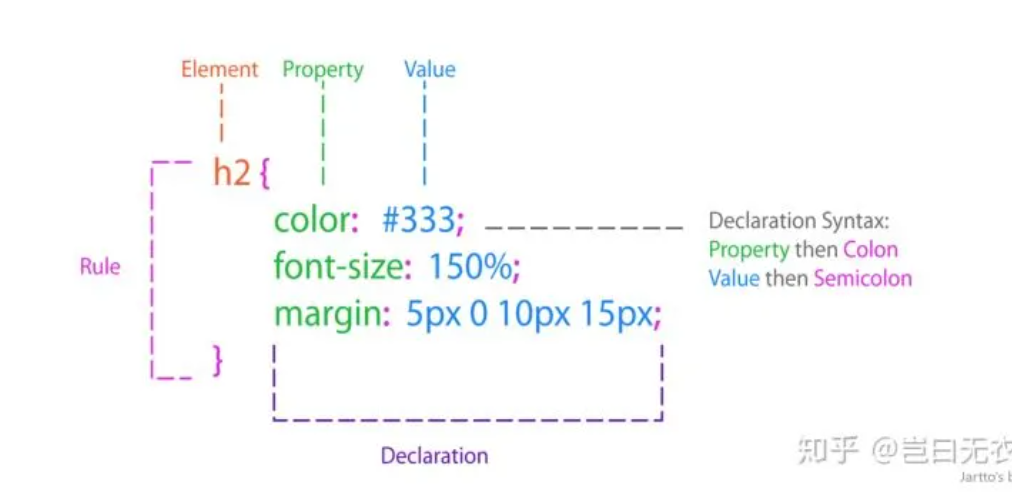 Element Property Value
h2 {
color: #333;
font-size: 150%;
margin: 5px 0 10px 15px;
}
Rule
Declaration Syntax:
Property then Colon
Value then Semicolon
Declaration
知乎 @岂曰无衣
Jartto's b